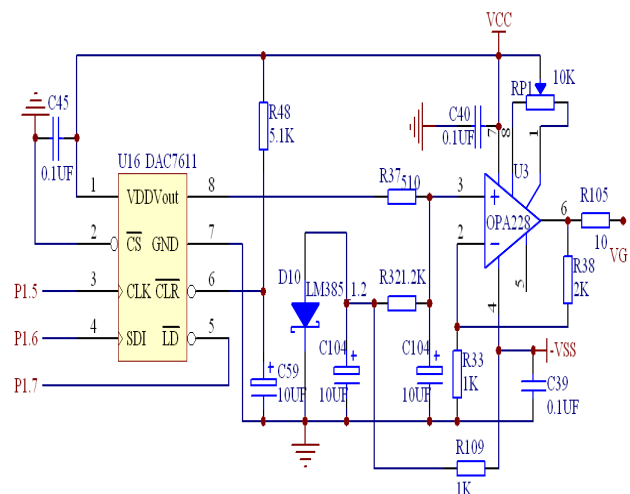 VCC
10K
RP1
C45
0.1UF
R48
5.1K
C40
0.1UF
7
8
1
U16 DAC7611
U3
1
VDD
Vout
8
R37
510
3
R105
2
CS
GND
7
2
OPA228
6
10
VG
3
CLK
CLR
6
D10
LM385
1.2
R32
1.2K
5
4
R38
2K
P1.5
P1.6
4
SDI
LD
5
P1.7
-VSS
C59
10UF
C104
10UF
C104
10UF
R33
1K
C39
0.1UF
R109
1K